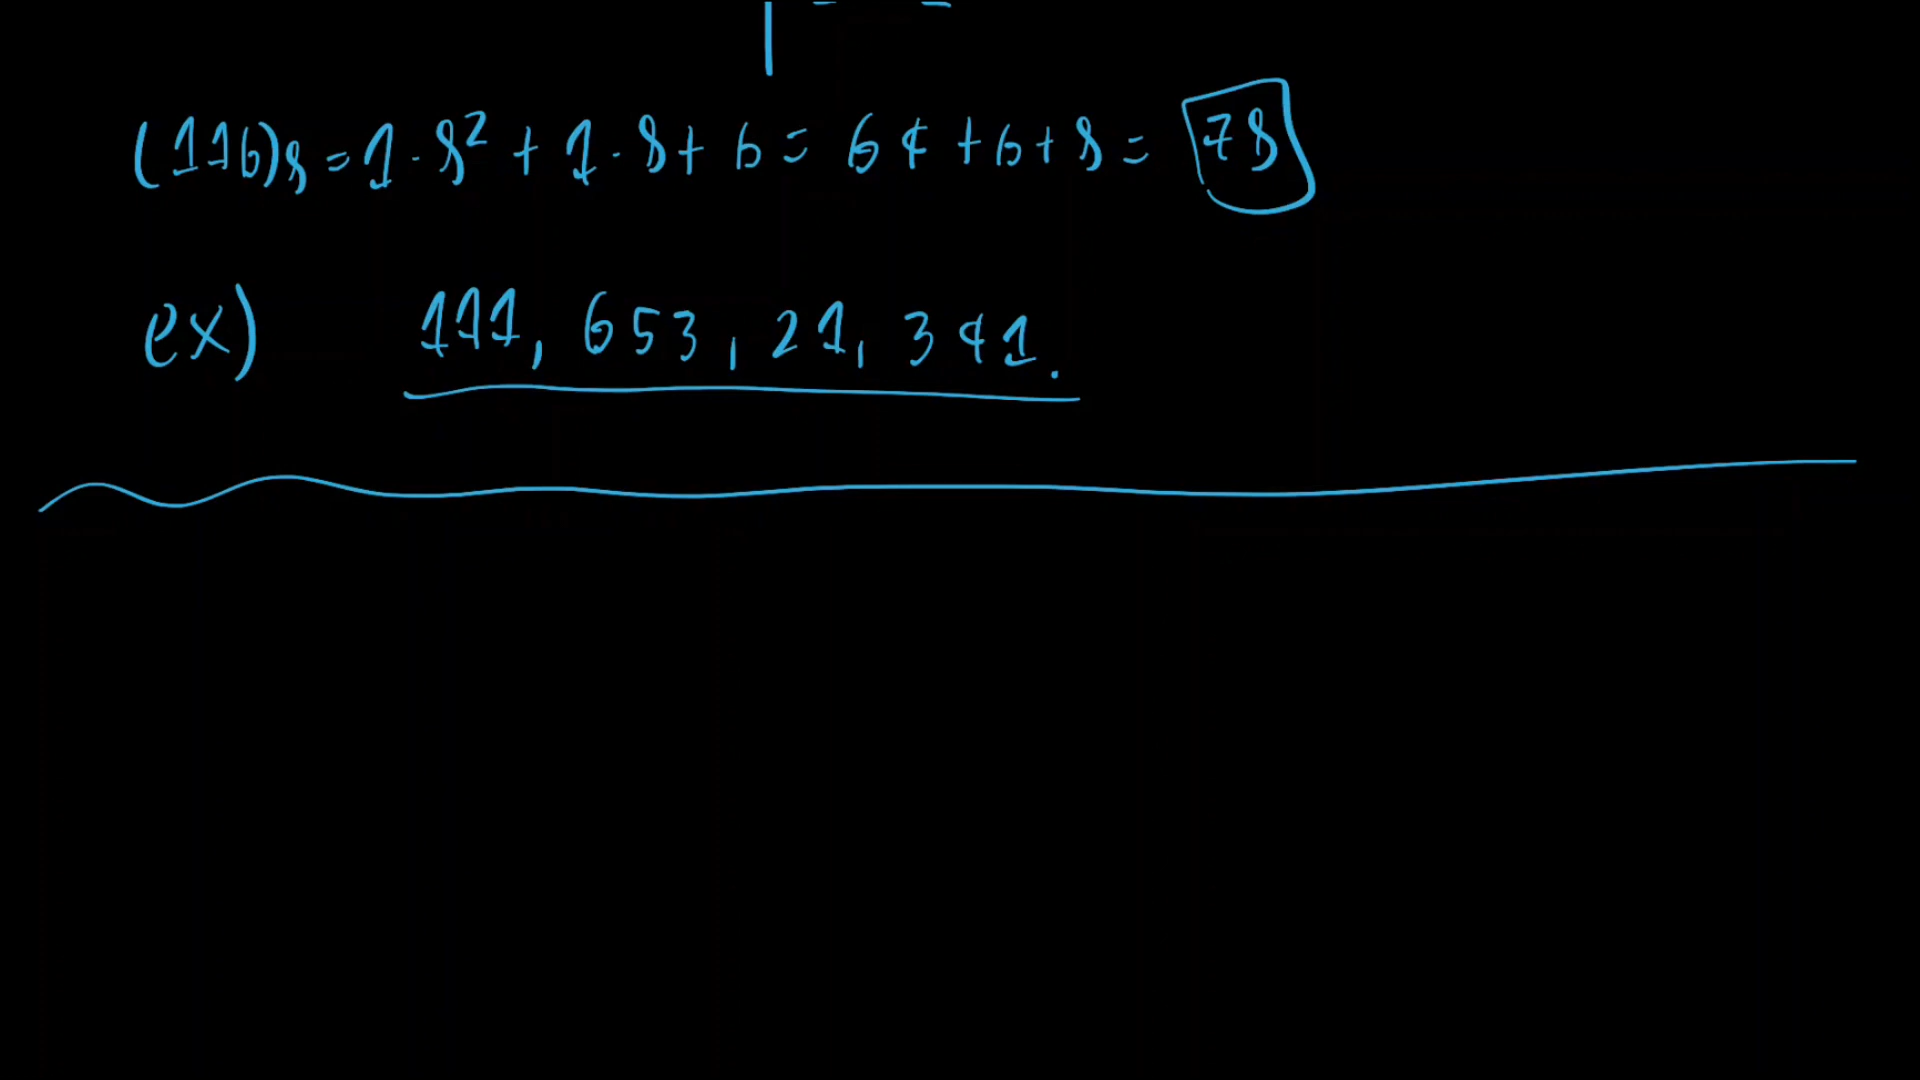 (116)8 = 1 · 8² + 1 · 8 + 6 = 64 + 6 + 8 = 78
ex) 111, 653, 21, 341.